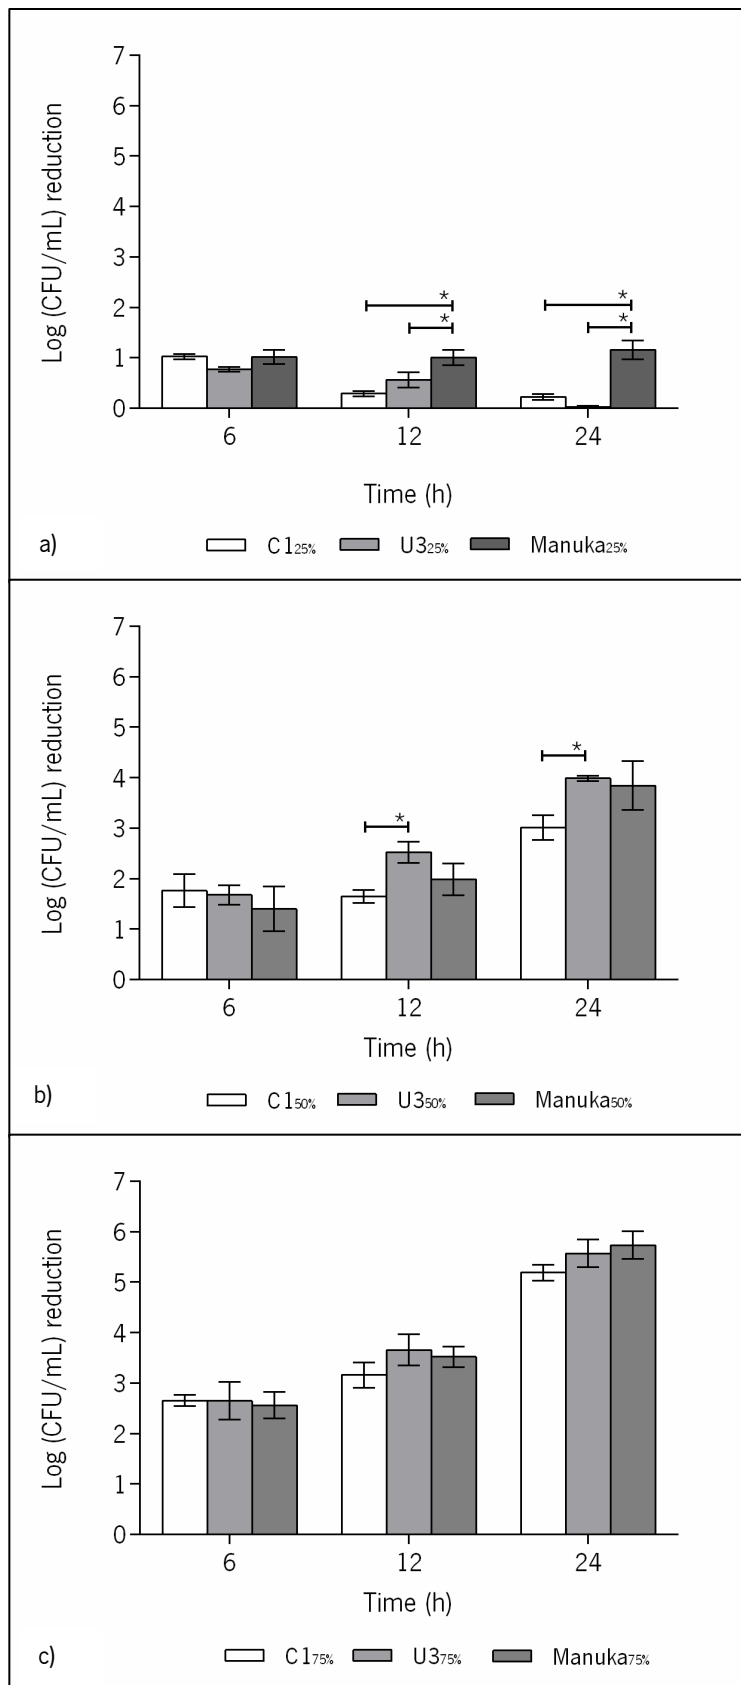 7
6
5
4
3
2
1
0
Log (CFU/mL) reduction
* *
* *
6 12 24
Time (h)
a) C125% U325% Manuka25%
7
6
5
4
3
2
1
0
Log (CFU/mL) reduction
*
*
6 12 24
Time (h)
b) C150% U350% Manuka50%
7
6
5
4
3
2
1
0
Log (CFU/mL) reduction
6 12 24
Time (h)
c) C175% U375% Manuka75%